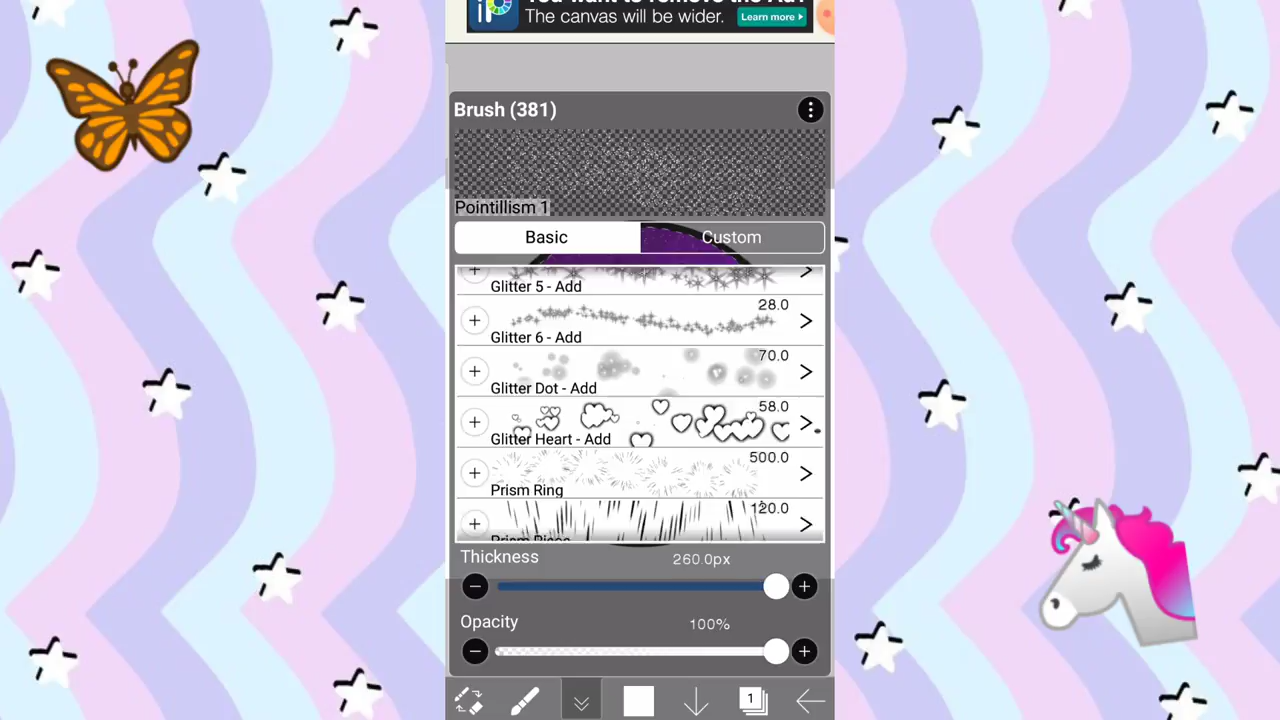 The canvas will be wider.
Learn more
Brush (381)
Pointillism 1
Basic
Custom
Glitter 5 - Add
28.0
Glitter 6 - Add
70.0
Glitter Dot - Add
58.0
Glitter Heart - Add
500.0
Prism Ring
120.0
Thickness
260.0px
Opacity
100%
1